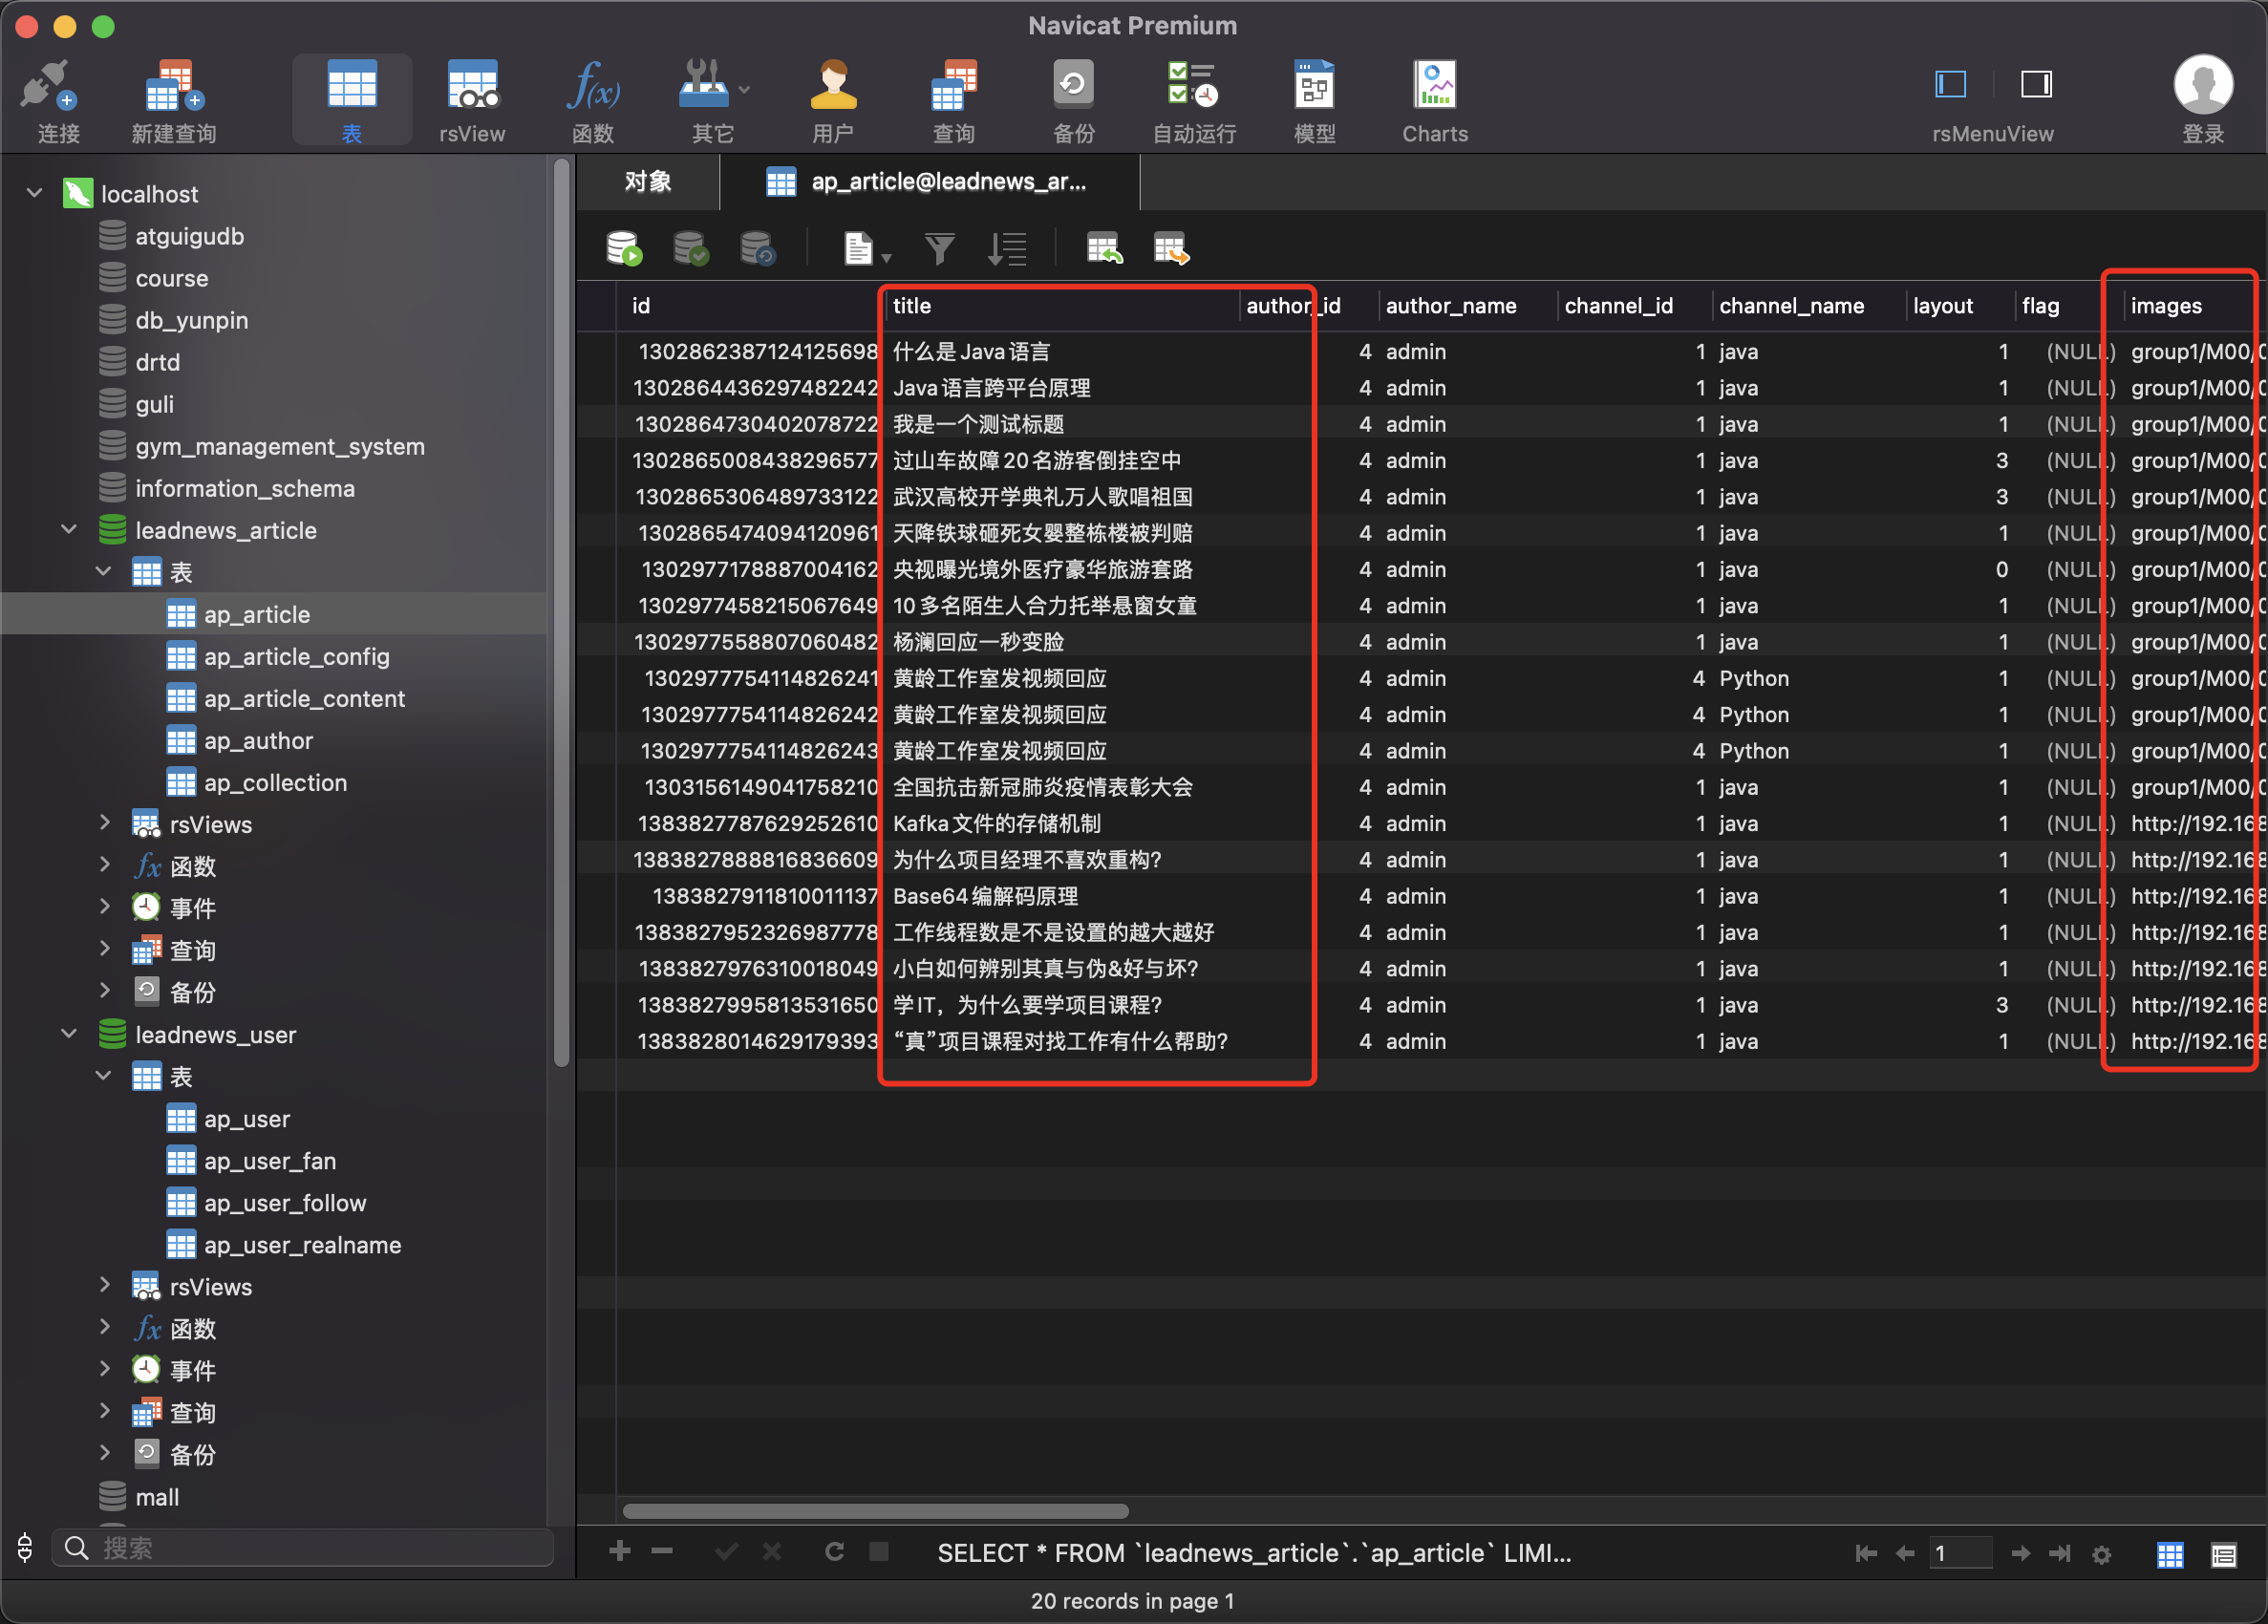 Navicat Premium
连接 新建查询 表 rsView 函数 其它 用户 查询 备份 自动运行 模型 Charts rsMenuView 登录
localhost
atguigudb
course
db_yunpin
drtd
guli
gym_management_system
information_schema
leadnews_article
表
ap_article
ap_article_config
ap_article_content
ap_author
ap_collection
rsViews
函数
事件
查询
备份
leadnews_user
表
ap_user
ap_user_fan
ap_user_follow
ap_user_realname
rsViews
函数
事件
查询
备份
mall
搜索
对象 ap_article@leadnews_ar...
id title author_id author_name channel_id channel_name layout flag images
1302862387124125698 什么是Java语言 4 admin 1 java 1 (NULL) group1/M00/
1302864436297482242 Java语言跨平台原理 4 admin 1 java 1 (NULL) group1/M00/
1302864730402078722 我是一个测试标题 4 admin 1 java 1 (NULL) group1/M00/
1302865008438296577 过山车故障20名游客倒挂空中 4 admin 1 java 3 (NULL) group1/M00/
1302865306489733122 武汉高校开学典礼万人歌唱祖国 4 admin 1 java 3 (NULL) group1/M00/
1302865474094120961 天降铁球砸死女婴整栋楼被判赔 4 admin 1 java 1 (NULL) group1/M00/
1302977178887004162 央视曝光境外医疗豪华旅游套路 4 admin 1 java 0 (NULL) group1/M00/
1302977458215067649 10多名陌生人合力托举悬窗女童 4 admin 1 java 1 (NULL) group1/M00/
1302977558807060482 杨澜回应一秒变脸 4 admin 1 java 1 (NULL) group1/M00/
1302977754114826241 黄龄工作室发视频回应 4 admin 4 Python 1 (NULL) group1/M00/
1302977754114826242 黄龄工作室发视频回应 4 admin 4 Python 1 (NULL) group1/M00/
1302977754114826243 黄龄工作室发视频回应 4 admin 4 Python 1 (NULL) group1/M00/
1303156149041758210 全国抗击新冠肺炎疫情表彰大会 4 admin 1 java 1 (NULL) group1/M00/
1383827787629252610 Kafka文件的存储机制 4 admin 1 java 1 (NULL) http://192.168
1383827888816836609 为什么项目经理不喜欢重构? 4 admin 1 java 1 (NULL) http://192.168
1383827911810011137 Base64编解码原理 4 admin 1 java 1 (NULL) http://192.168
1383827952326987778 工作线程数是不是设置的越大越好 4 admin 1 java 1 (NULL) http://192.168
1383827976310018049 小白如何辨别其真与伪&好与坏? 4 admin 1 java 1 (NULL) http://192.168
1383827995813531650 学IT，为什么要学项目课程? 4 admin 1 java 3 (NULL) http://192.168
1383828014629179393 “真”项目课程对找工作有什么帮助? 4 admin 1 java 1 (NULL) http://192.168
SELECT * FROM `leadnews_article`.`ap_article` LIMI... 1
20 records in page 1